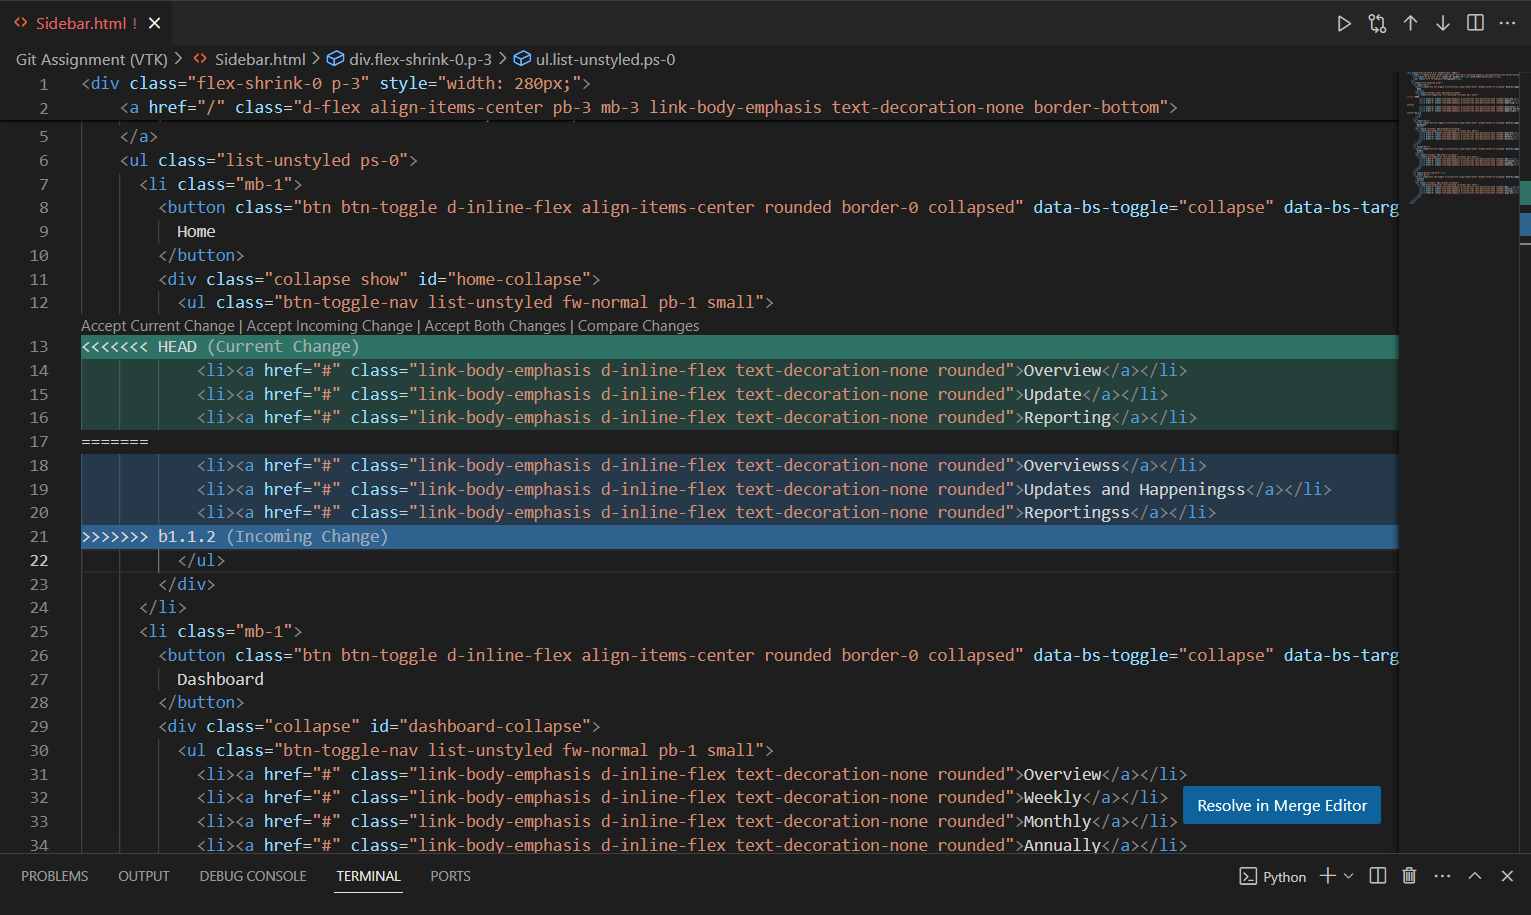 Sidebar.html !
Git Assignment (VTK) > Sidebar.html > div.flex-shrink-0.p-3 > ul.list-unstyled.ps-0
1 <div class="flex-shrink-0 p-3" style="width: 280px;">
2 <a href="/" class="d-flex align-items-center pb-3 mb-3 link-body-emphasis text-decoration-none border-bottom">
5 </a>
6 <ul class="list-unstyled ps-0">
7 <li class="mb-1">
8 <button class="btn btn-toggle d-inline-flex align-items-center rounded border-0 collapsed" data-bs-toggle="collapse" data-bs-targ
9 Home
10 </button>
11 <div class="collapse show" id="home-collapse">
12 <ul class="btn-toggle-nav list-unstyled fw-normal pb-1 small">
Accept Current Change | Accept Incoming Change | Accept Both Changes | Compare Changes
13 <<<<<<< HEAD (Current Change)
14 <li><a href="#" class="link-body-emphasis d-inline-flex text-decoration-none rounded">Overview</a></li>
15 <li><a href="#" class="link-body-emphasis d-inline-flex text-decoration-none rounded">Update</a></li>
16 <li><a href="#" class="link-body-emphasis d-inline-flex text-decoration-none rounded">Reporting</a></li>
17 =======
18 <li><a href="#" class="link-body-emphasis d-inline-flex text-decoration-none rounded">Overviewss</a></li>
19 <li><a href="#" class="link-body-emphasis d-inline-flex text-decoration-none rounded">Updates and Happeningss</a></li>
20 <li><a href="#" class="link-body-emphasis d-inline-flex text-decoration-none rounded">Reportingss</a></li>
21 >>>>>>> b1.1.2 (Incoming Change)
22 </ul>
23 </div>
24 </li>
25 <li class="mb-1">
26 <button class="btn btn-toggle d-inline-flex align-items-center rounded border-0 collapsed" data-bs-toggle="collapse" data-bs-targ
27 Dashboard
28 </button>
29 <div class="collapse" id="dashboard-collapse">
30 <ul class="btn-toggle-nav list-unstyled fw-normal pb-1 small">
31 <li><a href="#" class="link-body-emphasis d-inline-flex text-decoration-none rounded">Overview</a></li>
32 <li><a href="#" class="link-body-emphasis d-inline-flex text-decoration-none rounded">Weekly</a></li>
Resolve in Merge Editor
33 <li><a href="#" class="link-body-emphasis d-inline-flex text-decoration-none rounded">Monthly</a></li>
34 <li><a href="#" class="link-body-emphasis d-inline-flex text-decoration-none rounded">Annually</a></li>
PROBLEMS OUTPUT DEBUG CONSOLE TERMINAL PORTS Python